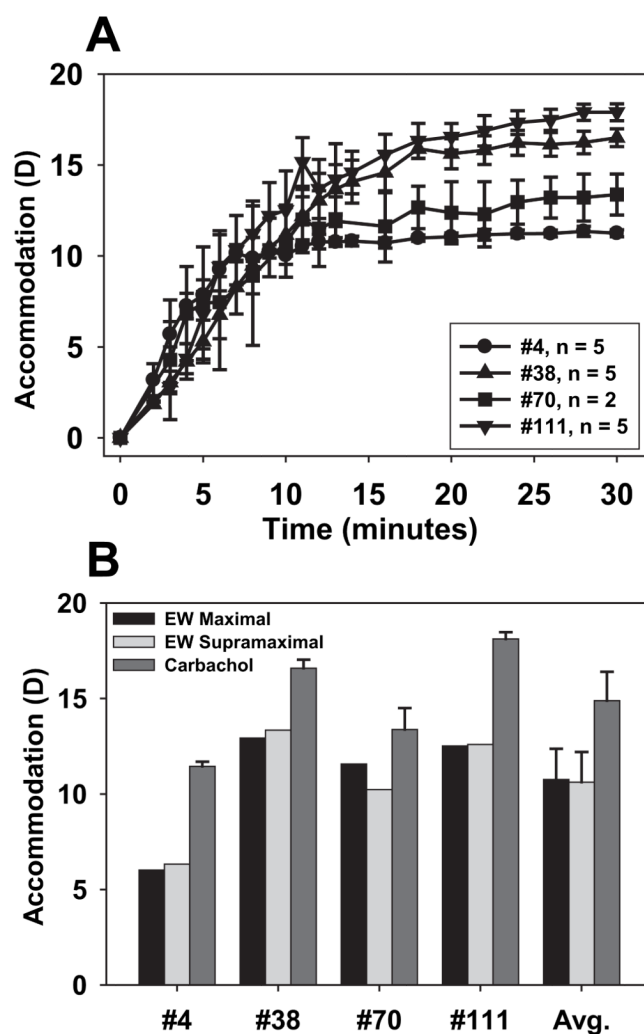 A
Accommodation (D)
20
15
10
5
0
#4, n = 5
#38, n = 5
#70, n = 2
#111, n = 5
0 5 10 15 20 25 30
Time (minutes)
B
Accommodation (D)
20
15
10
5
0
EW Maximal
EW Supramaximal
Carbachol
#4 #38 #70 #111 Avg.